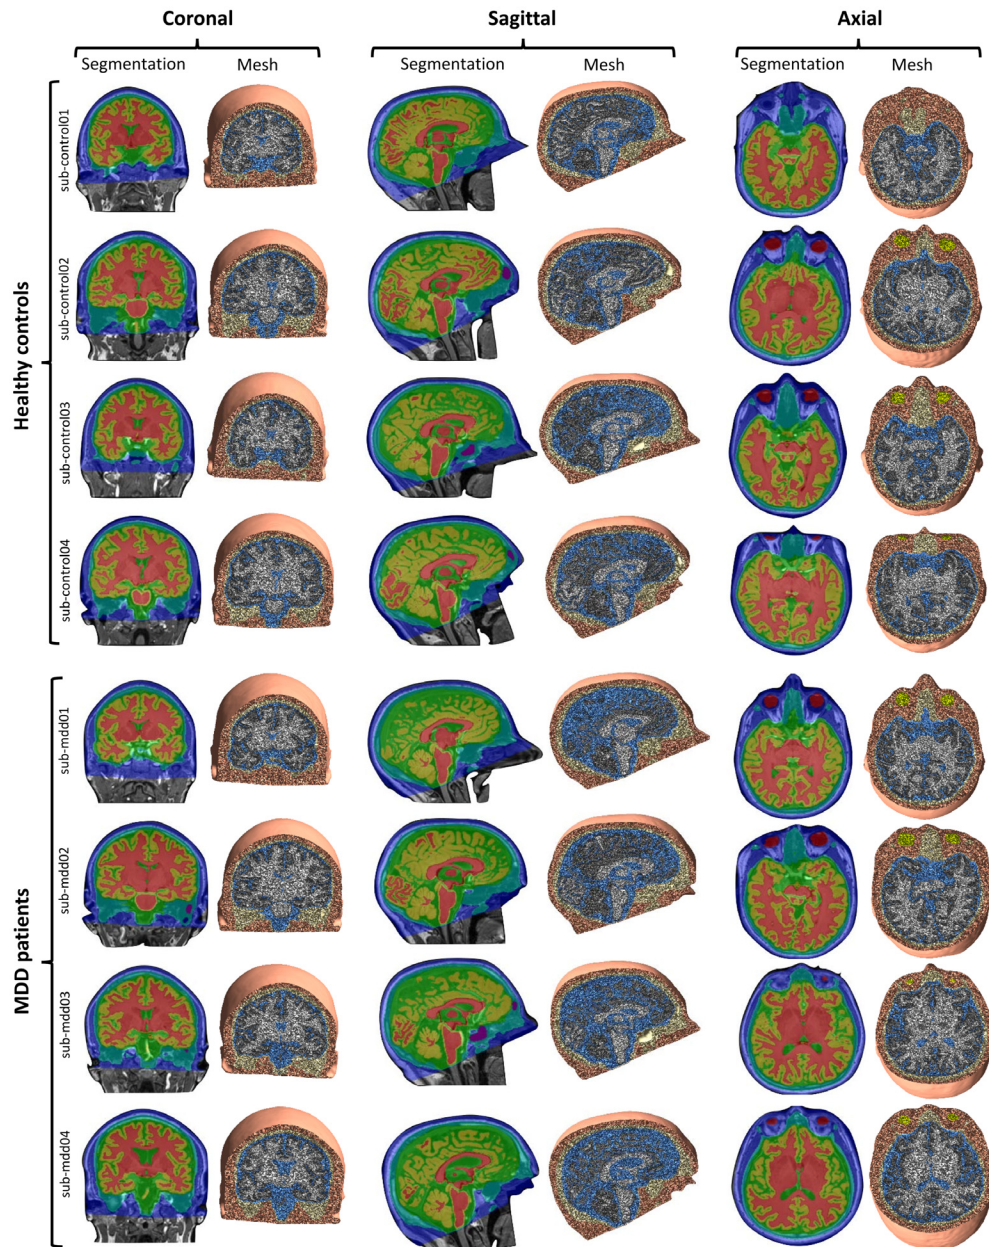 Coronal
Sagittal
Axial
Segmentation
Mesh
Segmentation
Mesh
Segmentation
Mesh
Healthy controls
sub-control01
sub-control02
sub-control03
sub-control04
MDD patients
sub-mdd01
sub-mdd02
sub-mdd03
sub-mdd04